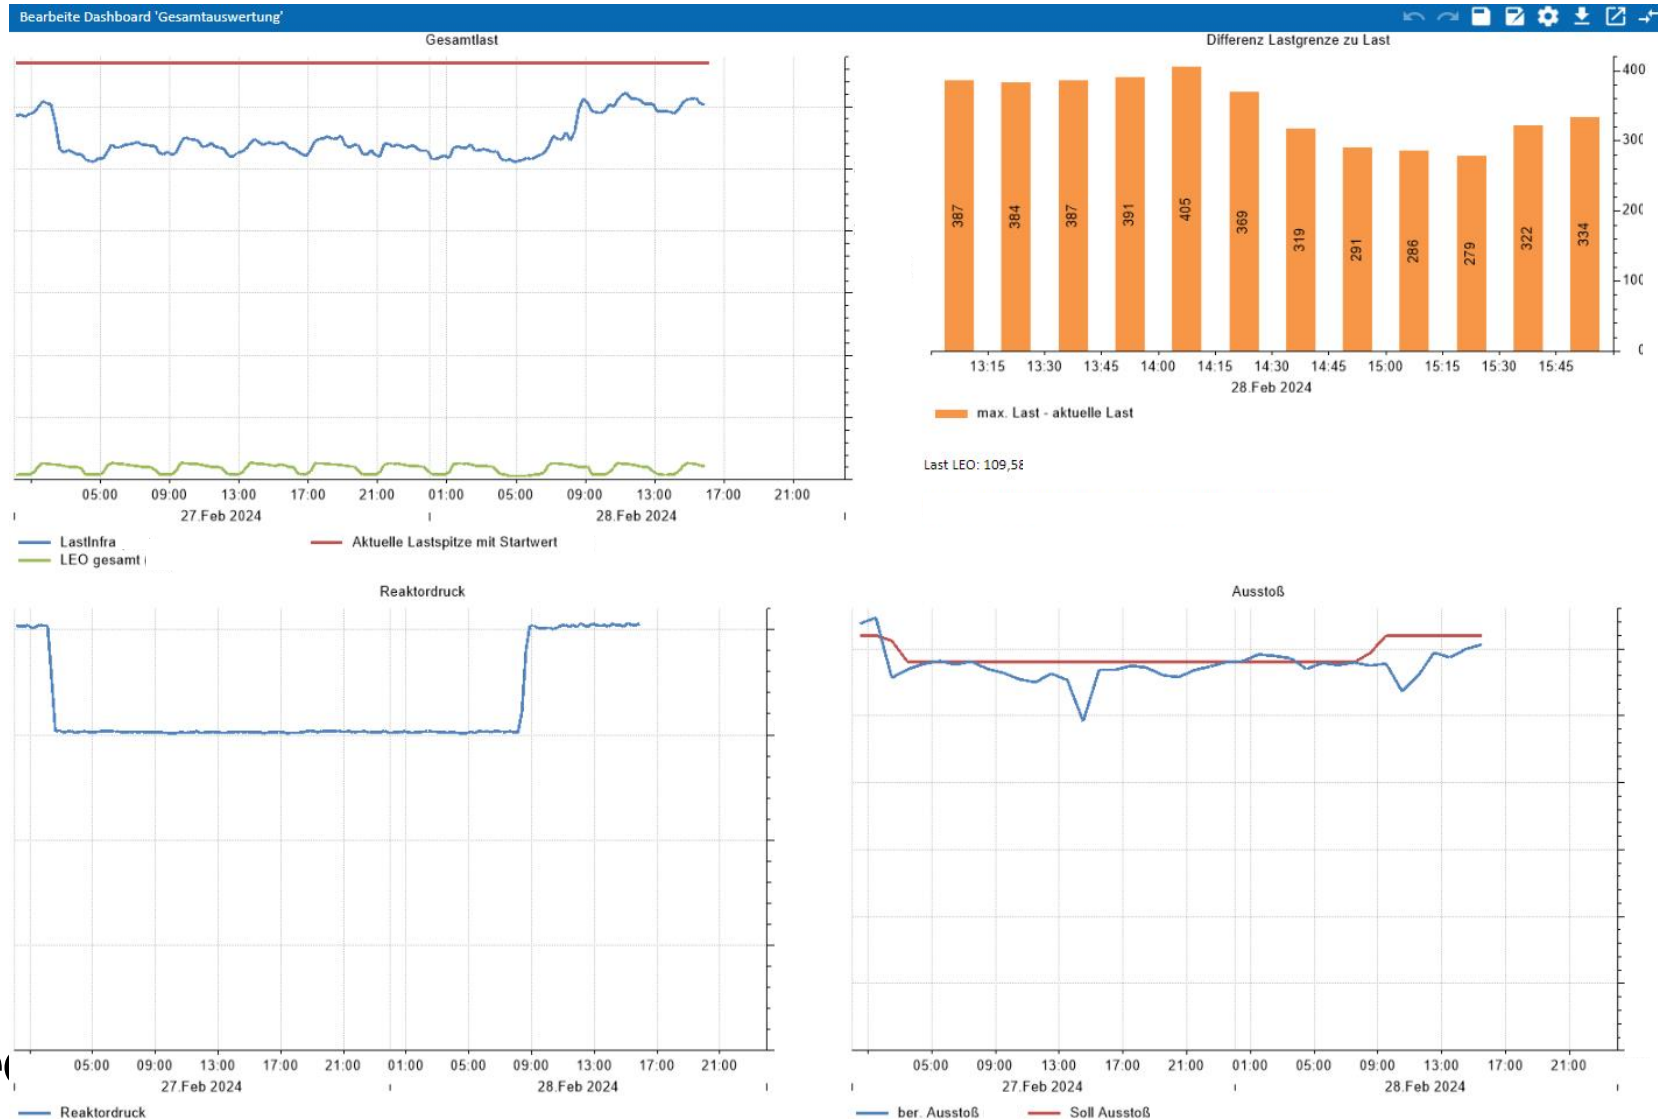 Bearbeite Dashboard 'Gesamtauswertung'
Gesamtlast
05:00 09:00 13:00 17:00 21:00 01:00 05:00 09:00 13:00 17:00 21:00
27.Feb 2024 28.Feb 2024
LastInfra Aktuelle Lastspitze mit Startwert
LEO gesamt (
Differenz Lastgrenze zu Last
400
300
200
100
0
387 384 387 391 405 369 319 291 286 279 322 334
13:15 13:30 13:45 14:00 14:15 14:30 14:45 15:00 15:15 15:30 15:45
28.Feb 2024
max. Last - aktuelle Last
Last LEO: 109,58
Reaktordruck
05:00 09:00 13:00 17:00 21:00 01:00 05:00 09:00 13:00 17:00 21:00
27.Feb 2024 28.Feb 2024
Reaktordruck
Ausstoß
05:00 09:00 13:00 17:00 21:00 01:00 05:00 09:00 13:00 17:00 21:00
27.Feb 2024 28.Feb 2024
ber. Ausstoß Soll Ausstoß